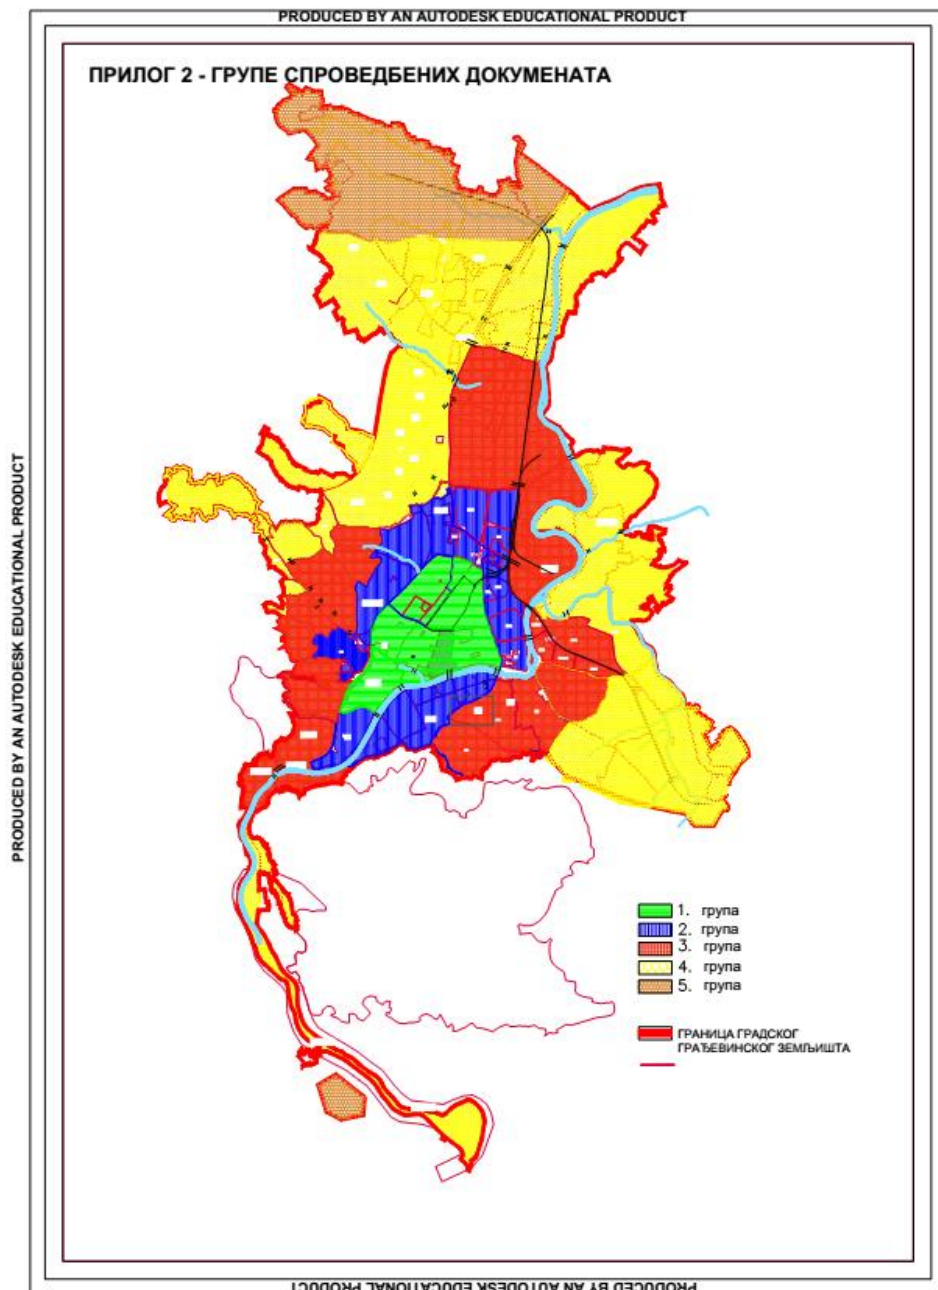 PRODUCED BY AN AUTODESK EDUCATIONAL PRODUCT
ПРИЛОГ 2 - ГРУПЕ СПРОВЕДБЕНИХ ДОКУМЕНАТА
PRODUCED BY AN AUTODESK EDUCATIONAL PRODUCT
1. група
2. група
3. група
4. група
5. група
ГРАНИЦА ГРАДСКОГ
ГРАЂЕВИНСКОГ ЗЕМЉИШТА
PRODUCED BY AN AUTODESK EDUCATIONAL PRODUCT